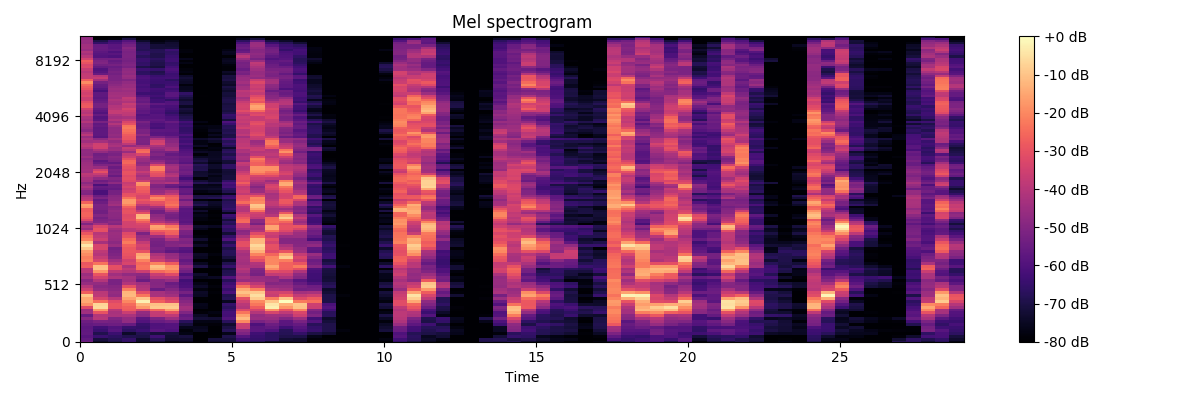 Mel spectrogram
8192
4096
2048
1024
512
0
Hz
0 5 10 15 20 25
Time
+0 dB
-10 dB
-20 dB
-30 dB
-40 dB
-50 dB
-60 dB
-70 dB
-80 dB